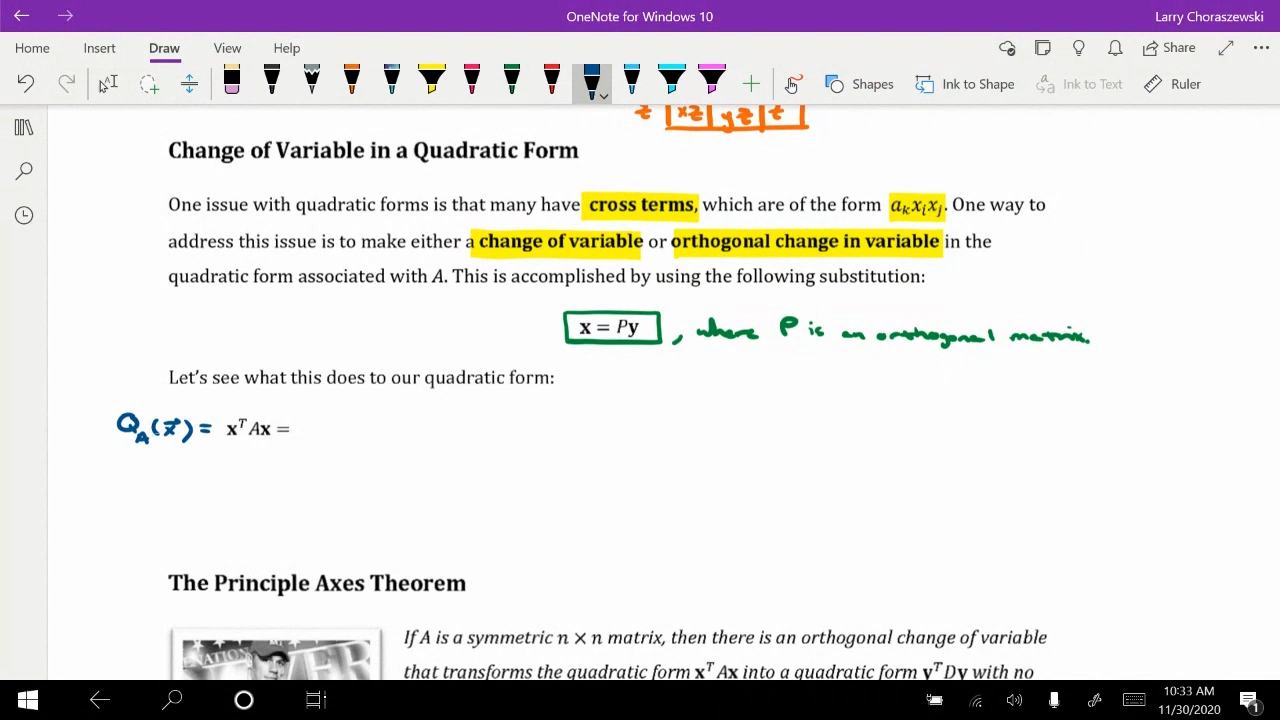 OneNote for Windows 10
Larry Choraszewski
Home Insert Draw View Help Share
Shapes Ink to Shape Ink to Text Ruler
z xz yz z
Change of Variable in a Quadratic Form
One issue with quadratic forms is that many have cross terms, which are of the form aₖxᵢxⱼ. One way to
address this issue is to make either a change of variable or orthogonal change in variable in the
quadratic form associated with A. This is accomplished by using the following substitution:
x = Py , where P is an orthogonal matrix.
Let's see what this does to our quadratic form:
Q_A(x⃗) = xᵀAx =
The Principle Axes Theorem
NATION
If A is a symmetric n × n matrix, then there is an orthogonal change of variable
that transforms the quadratic form xᵀAx into a quadratic form yᵀDy with no
10:33 AM
11/30/2020
1